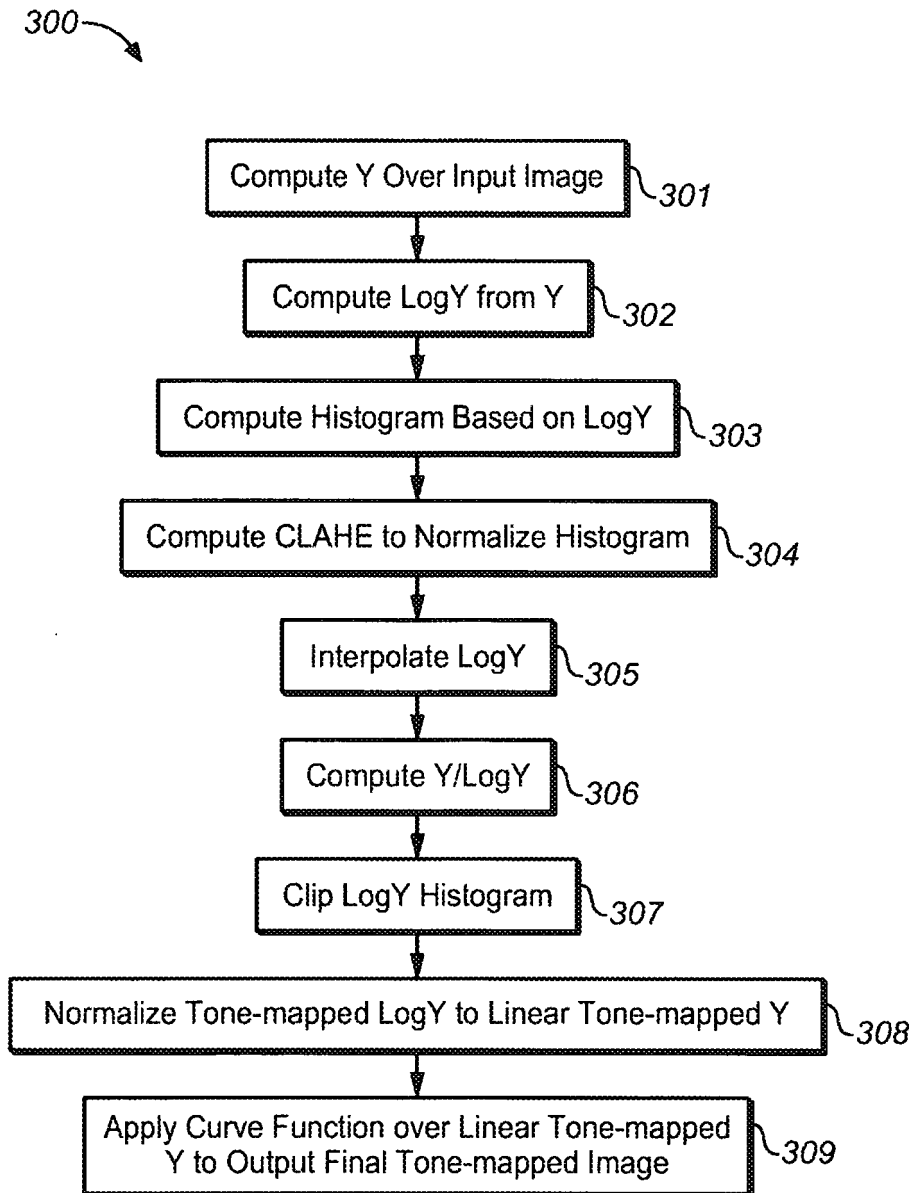 300
Compute Y Over Input Image
301
Compute LogY from Y
302
Compute Histogram Based on LogY
303
Compute CLAHE to Normalize Histogram
304
Interpolate LogY
305
Compute Y/LogY
306
Clip LogY Histogram
307
Normalize Tone-mapped LogY to Linear Tone-mapped Y
308
Apply Curve Function over Linear Tone-mapped
Y to Output Final Tone-mapped Image
309